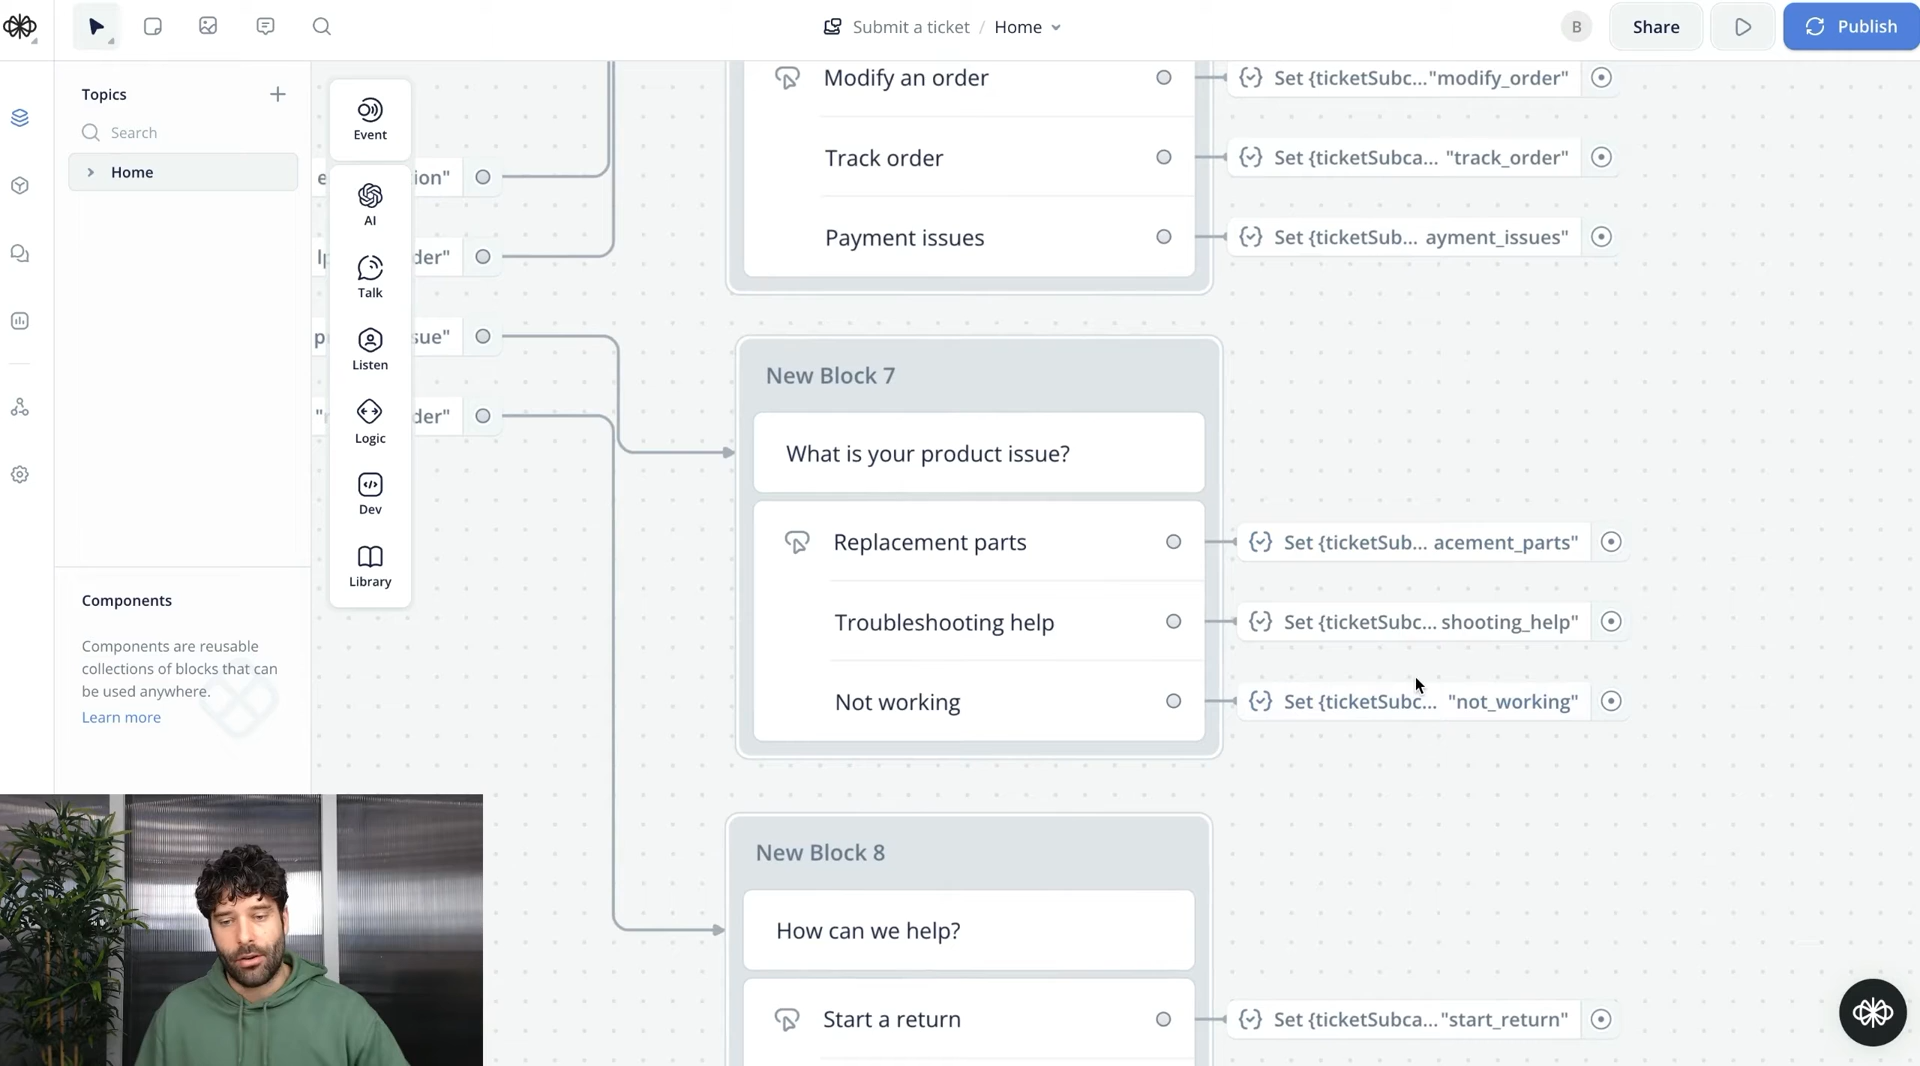 Submit a ticket / Home
B
Share
Publish
Topics
Search
Home
Components
Components are reusable
collections of blocks that can
be used anywhere.
Learn more
Event
AI
Talk
Listen
Logic
Dev
Library
ion"
der"
sue"
der"
Modify an order
Set {ticketSubc..."modify_order"
Track order
Set {ticketSubca... "track_order"
Payment issues
Set {ticketSub... ayment_issues"
New Block 7
What is your product issue?
Replacement parts
Set {ticketSub... acement_parts"
Troubleshooting help
Set {ticketSubc... shooting_help"
Not working
Set {ticketSubc... "not_working"
New Block 8
How can we help?
Start a return
Set {ticketSubca..."start_return"